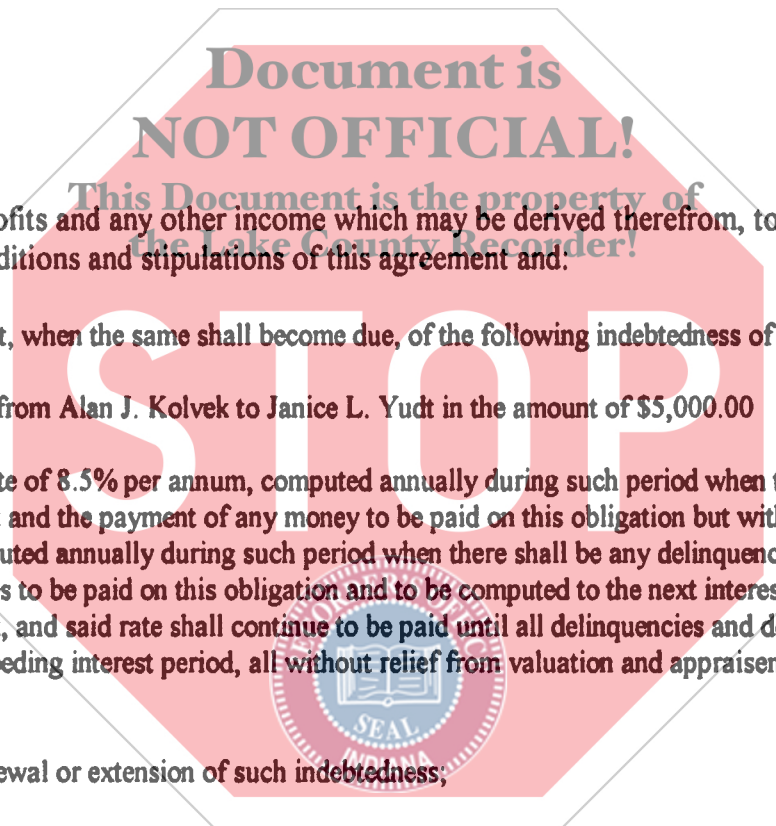 Document is
NOT OFFICIAL!
This Document is the property of
the Lake County Recorder!
ofits and any other income which may be derived therefrom, to
ditions and stipulations of this agreement and:
t, when the same shall become due, of the following indebtedness of
from Alan J. Kolvek to Janice L. Yudt in the amount of $5,000.00
te of 8.5% per annum, computed annually during such period when t
and the payment of any money to be paid on this obligation but with
uted annually during such period when there shall be any delinquenc
s to be paid on this obligation and to be computed to the next interes
, and said rate shall continue to be paid until all delinquencies and de
eding interest period, all without relief from valuation and appraisen
ewal or extension of such indebtedness;
STOP
SEAL
INDIANA